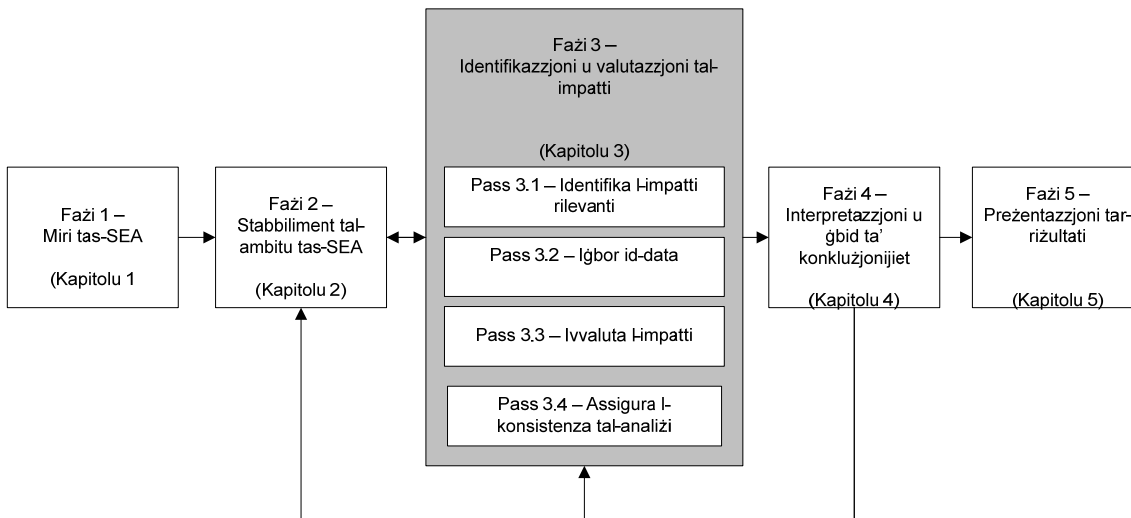 Fażi 1 –
Miri tas-SEA
(Kapitolu 1
Fażi 2 –
Stabbiliment tal-
ambitu tas-SEA
(Kapitolu 2)
Fażi 3 –
Identifikazzjoni u valutazzjoni tal-
impatti
(Kapitolu 3)
Pass 3.1 – Identifika l-impatti
rilevanti
Pass 3.2 – Iġbor id-data
Pass 3.3 – Ivvaluta l-impatti
Pass 3.4 – Assigura l-
konsistenza tal-analiżi
Fażi 4 –
Interpretazzjoni u
ġbid ta’
konklużjonijiet
(Kapitolu 4)
Fażi 5 –
Preżentazzjoni tar-
riżultati
(Kapitolu 5)